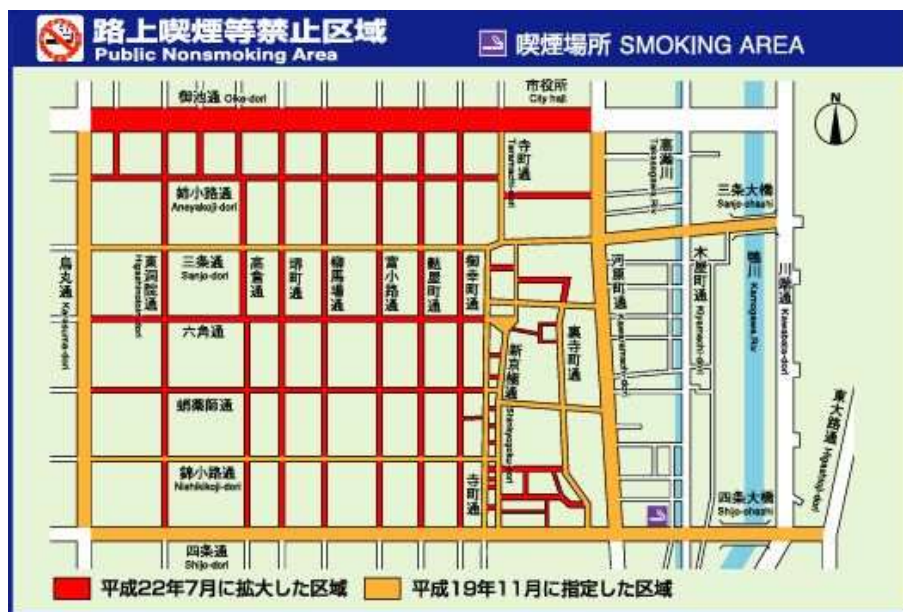 路上喫煙等禁止区域
Public Nonsmoking Area
喫煙場所 SMOKING AREA
御池通 Oike-dori
市役所
City hall
N
寺町通
Teramachi-dori
高瀬川
Takasegawa Riv.
姉小路通
Aneyakoji-dori
三条大橋
Sanjo-ohashi
烏丸通 Karasuma-dori
東洞院通
Higashinotoin-dori
三条通
Sanjo-dori
高倉通
堺町通
柳馬場通
富小路通
麩屋町通
御幸町通
河原町通
Kawaramachi-dori
木屋町通
Kiyamachi-dori
鴨川 Kamogawa Riv.
川端通
Kawabata-dori
六角通
新京極通
Shinkyogoku-dori
裏寺町通
蛸薬師通
東大路通 Higashioji-dori
錦小路通
Nishikikoji-dori
寺町通
四条大橋
Shijo-ohashi
四条通
Shijo-dori
平成22年7月に拡大した区域
平成19年11月に指定した区域